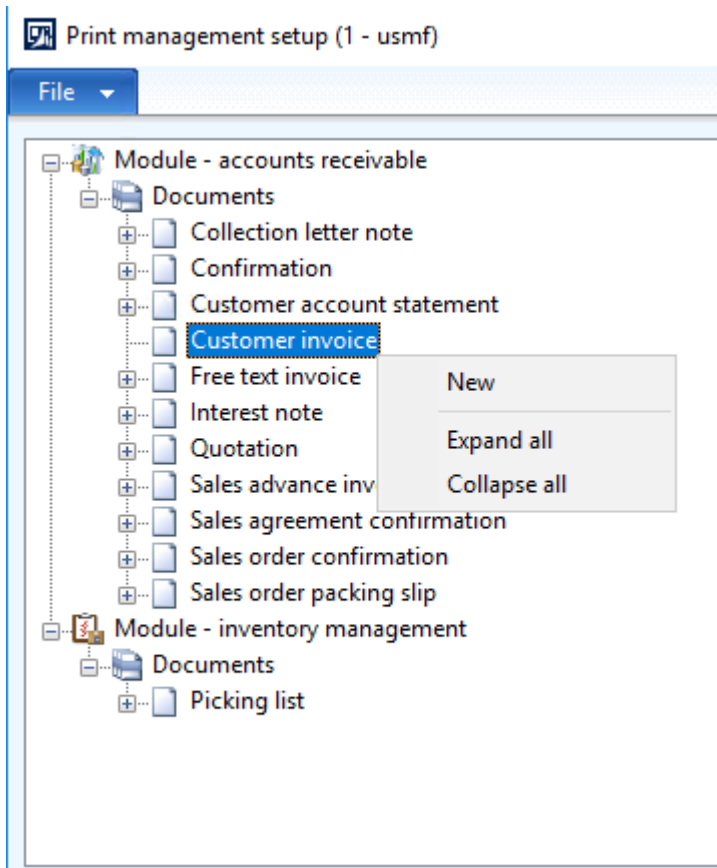 Print management setup (1 - usmf)
File
Module - accounts receivable
Documents
Collection letter note
Confirmation
Customer account statement
Customer invoice
Free text invoice
New
Interest note
Quotation
Expand all
Sales advance inv
Collapse all
Sales agreement confirmation
Sales order confirmation
Sales order packing slip
Module - inventory management
Documents
Picking list